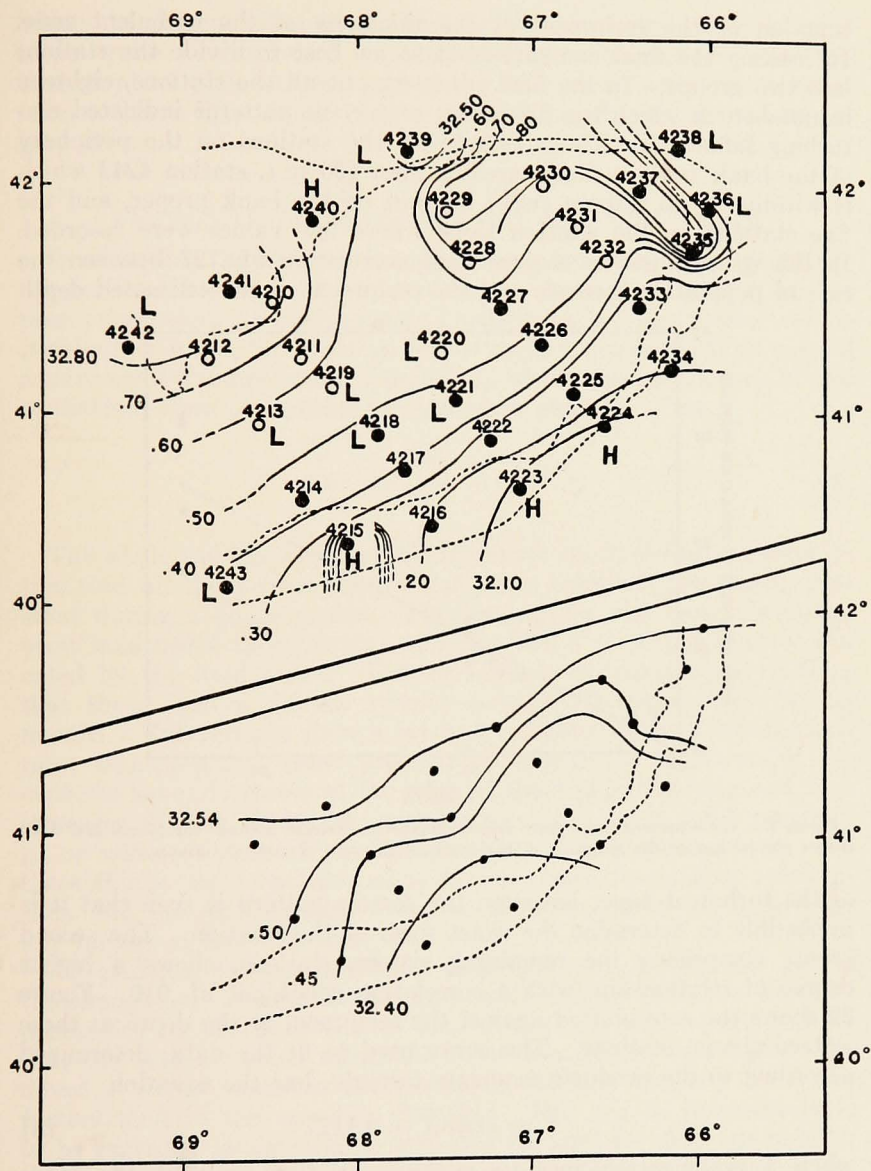 69° 68° 67° 66°
32.50 .60 .70 .80
4239 L 4238 L
42° 42°
4230 4237
H 4229 4236 L
4240 4231
4228 4232 4235
4241 4210 4227 4233
L
4242 4212 4211 L 4220 4226 4234
32.80
4219 L 4225
.70 4221 L
41° 41°
4213 L 4218 L 4222 4224 H
.60
4217 4223 H
.50 4214 4216
4215 H
.40 4243 L .20 32.10
40°
.30
42°
32.54
41° 41°
.50
.45
32.40
40° 40°
69° 68° 67° 66°